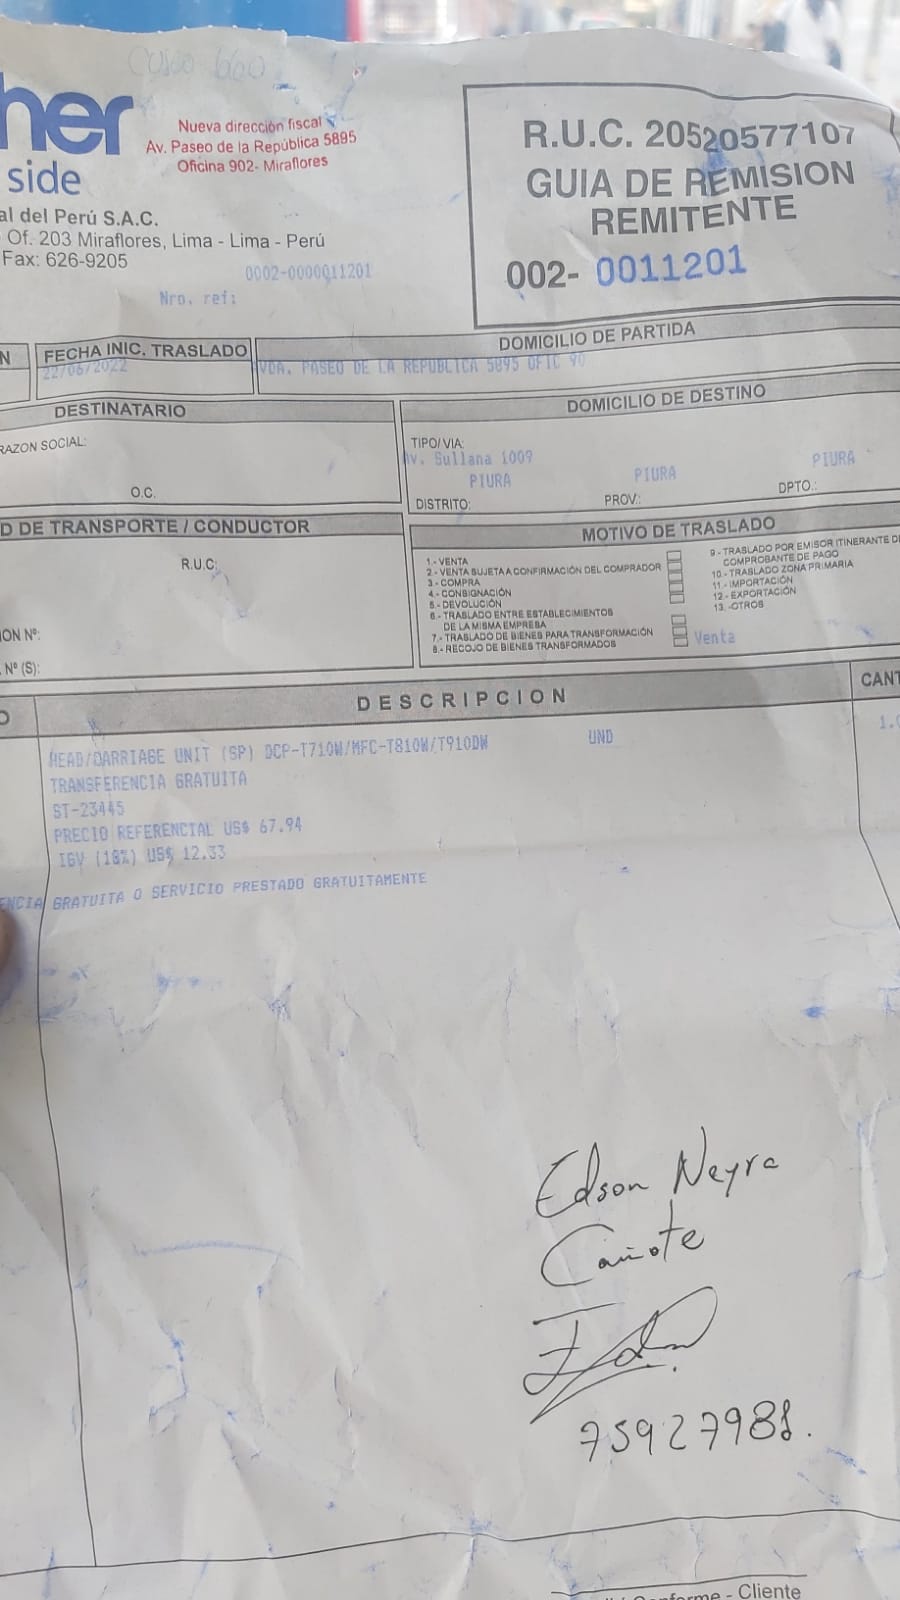 her
side
Nueva dirección fiscal
Av. Paseo de la República 5895
Oficina 902- Miraflores
al del Perú S.A.C.
Of. 203 Miraflores, Lima - Lima - Perú
Fax: 626-9205
0002-0000011201
Nro. ref:
R.U.C. 20520577107
GUIA DE REMISION
REMITENTE
002- 0011201
N
FECHA INIC. TRASLADO
22/06/2022
DOMICILIO DE PARTIDA
VDA. PASEO DE LA REPUBLICA 5895 OFIC 90
DESTINATARIO
RAZON SOCIAL:
O.C.
DOMICILIO DE DESTINO
TIPO/VIA:
Av. Sullana 1009
PIURA PIURA PIURA
DISTRITO: PROV.: DPTO.:
D DE TRANSPORTE / CONDUCTOR
R.U.C:
ION Nº:
Nº (S):
MOTIVO DE TRASLADO
1.- VENTA
2.- VENTA SUJETA A CONFIRMACIÓN DEL COMPRADOR
3.- COMPRA
4.- CONSIGNACIÓN
5.- DEVOLUCIÓN
6.- TRASLADO ENTRE ESTABLECIMIENTOS
DE LA MISMA EMPRESA
7.- TRASLADO DE BIENES PARA TRANSFORMACIÓN
8.- RECOJO DE BIENES TRANSFORMADOS
9.- TRASLADO POR EMISOR ITINERANTE DE
COMPROBANTE DE PAGO
10.- TRASLADO ZONA PRIMARIA
11.- IMPORTACIÓN
12.- EXPORTACIÓN
13.-OTROS
Venta
O
DESCRIPCION
CANT
HEAD/CARRIAGE UNIT (SP) DCP-T710W/MFC-T810W/T910DW UND 1.0
TRANSFERENCIA GRATUITA
ST-23445
PRECIO REFERENCIAL US$ 67.94
IGV (18%) US$ 12.33
ENCIA GRATUITA O SERVICIO PRESTADO GRATUITAMENTE
Edson Neyra
Cañote
75927981.
Conforme - Cliente